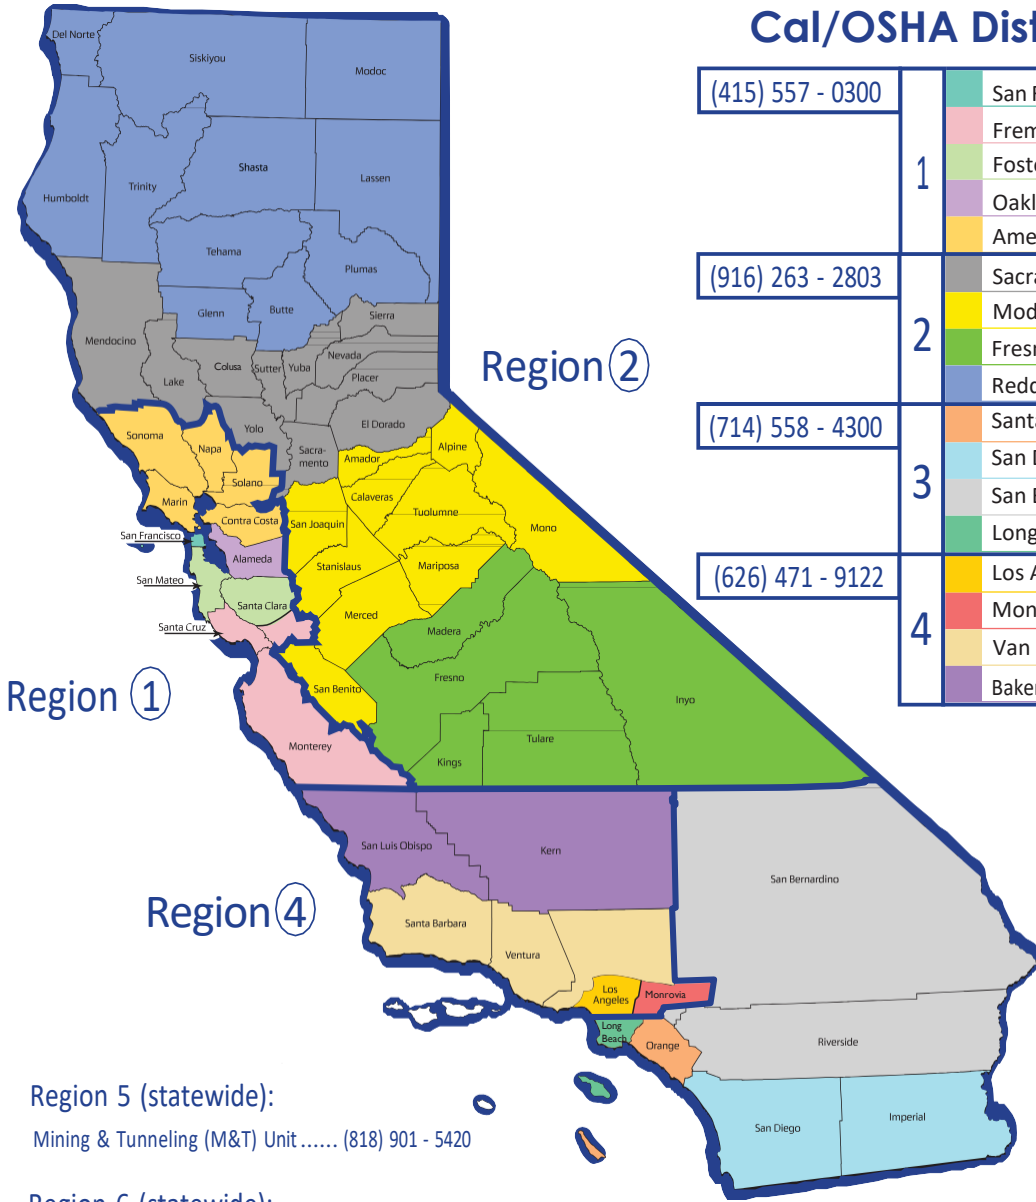 Cal/OSHA Dist
(415) 557 - 0300
1
San F
Frem
Foste
Oakl
Ame
(916) 263 - 2803
2
Sacra
Mod
Fresn
Redd
(714) 558 - 4300
3
Santa
San D
San B
Long
(626) 471 - 9122
4
Los A
Mon
Van
Baker
Del Norte
Siskiyou
Modoc
Humboldt
Trinity
Shasta
Lassen
Tehama
Plumas
Glenn
Butte
Mendocino
Lake
Colusa
Sutter
Yuba
Sierra
Nevada
Placer
El Dorado
Yolo
Sacra-
mento
Region 2
Sonoma
Napa
Solano
Marin
Contra Costa
San Francisco
Alameda
San Mateo
Santa Clara
Santa Cruz
Amador
Alpine
Calaveras
San Joaquin
Tuolumne
Mono
Stanislaus
Mariposa
Merced
Madera
San Benito
Fresno
Inyo
Region 1
Monterey
Kings
Tulare
San Luis Obispo
Kern
San Bernardino
Region 4
Santa Barbara
Ventura
Los
Angeles
Monrovia
Long
Beach
Orange
Riverside
San Diego
Imperial
Region 5 (statewide):
Mining & Tunneling (M&T) Unit ...... (818) 901 - 5420
Region 6 (statewide):